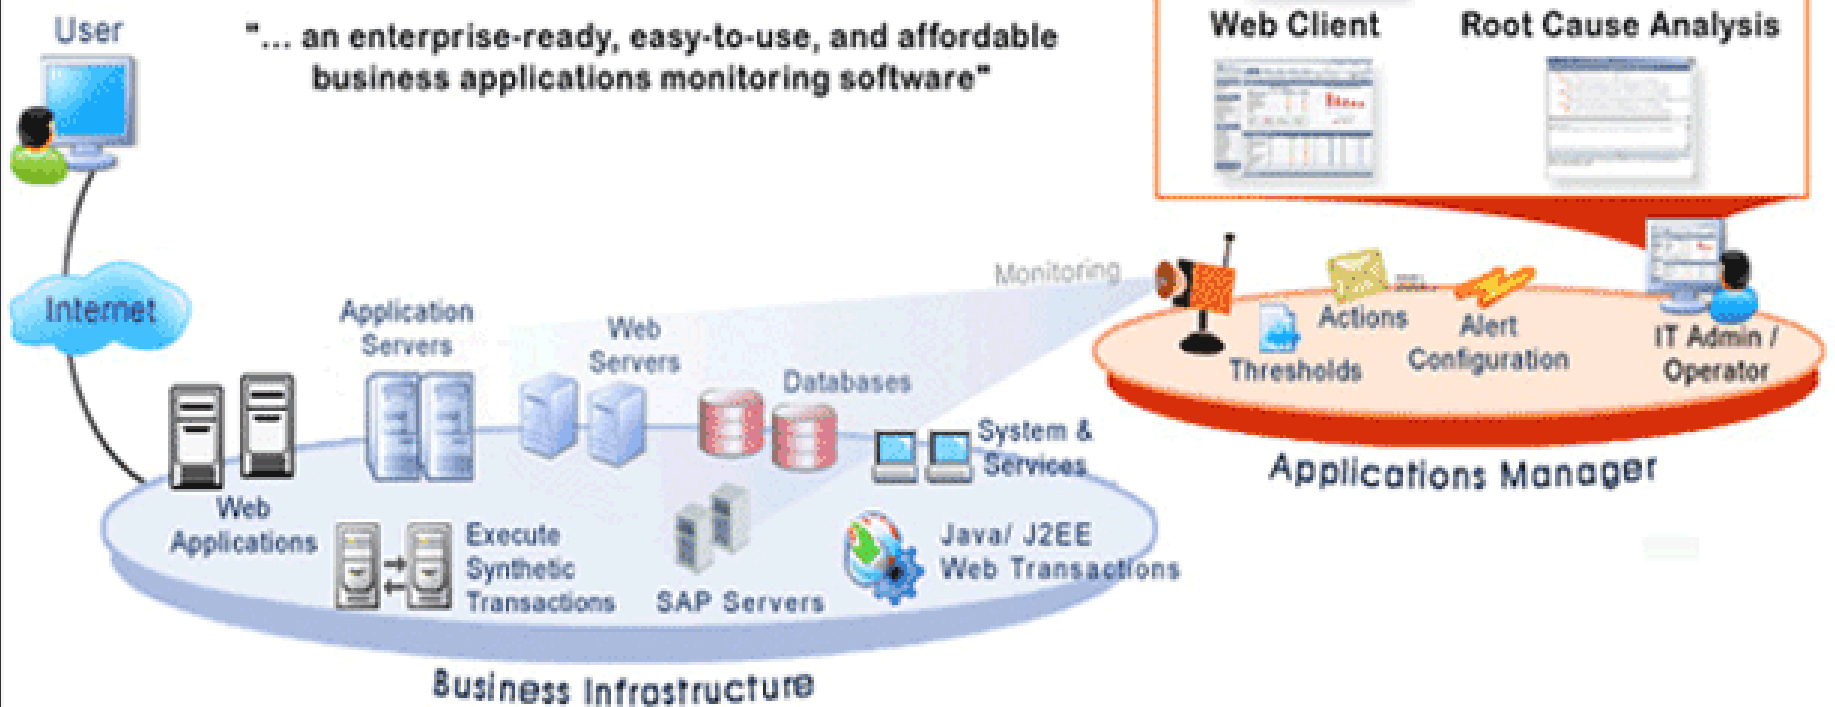 User
"... an enterprise-ready, easy-to-use, and affordable
business applications monitoring software"
Web Client
Root Cause Analysis
Internet
Monitoring
Application
Servers
Web
Servers
Databases
System &
Services
Web
Applications
Execute
Synthetic
Transactions
SAP Servers
Java/ J2EE
Web Transactions
Business Infrastructure
Thresholds
Actions
Alert
Configuration
IT Admin /
Operator
Applications Manager